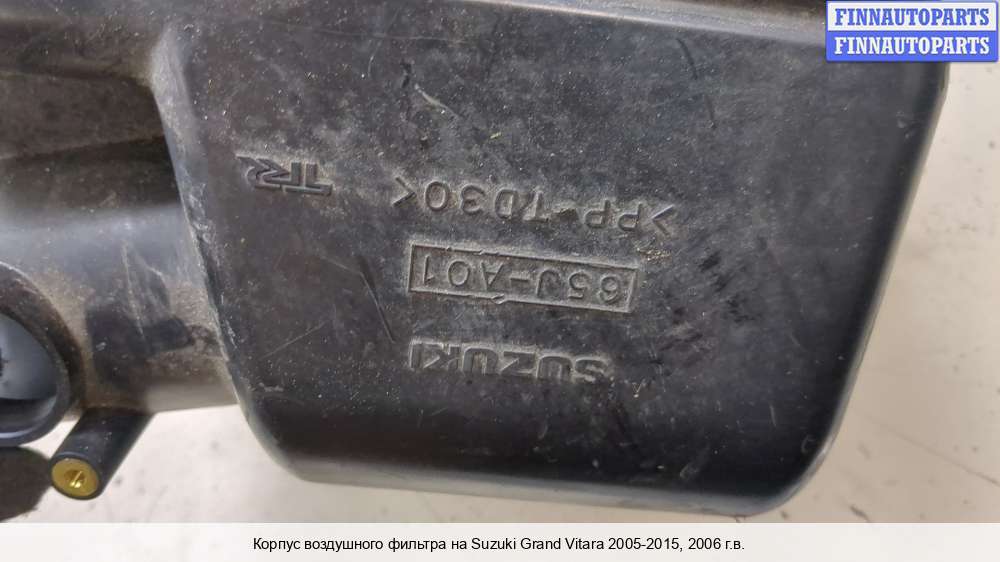 FINNAUTOPARTS
FINNAUTOPARTS
SUZUKI
65J-A01
>PP-TD30<
TR
Корпус воздушного фильтра на Suzuki Grand Vitara 2005-2015, 2006 г.в.